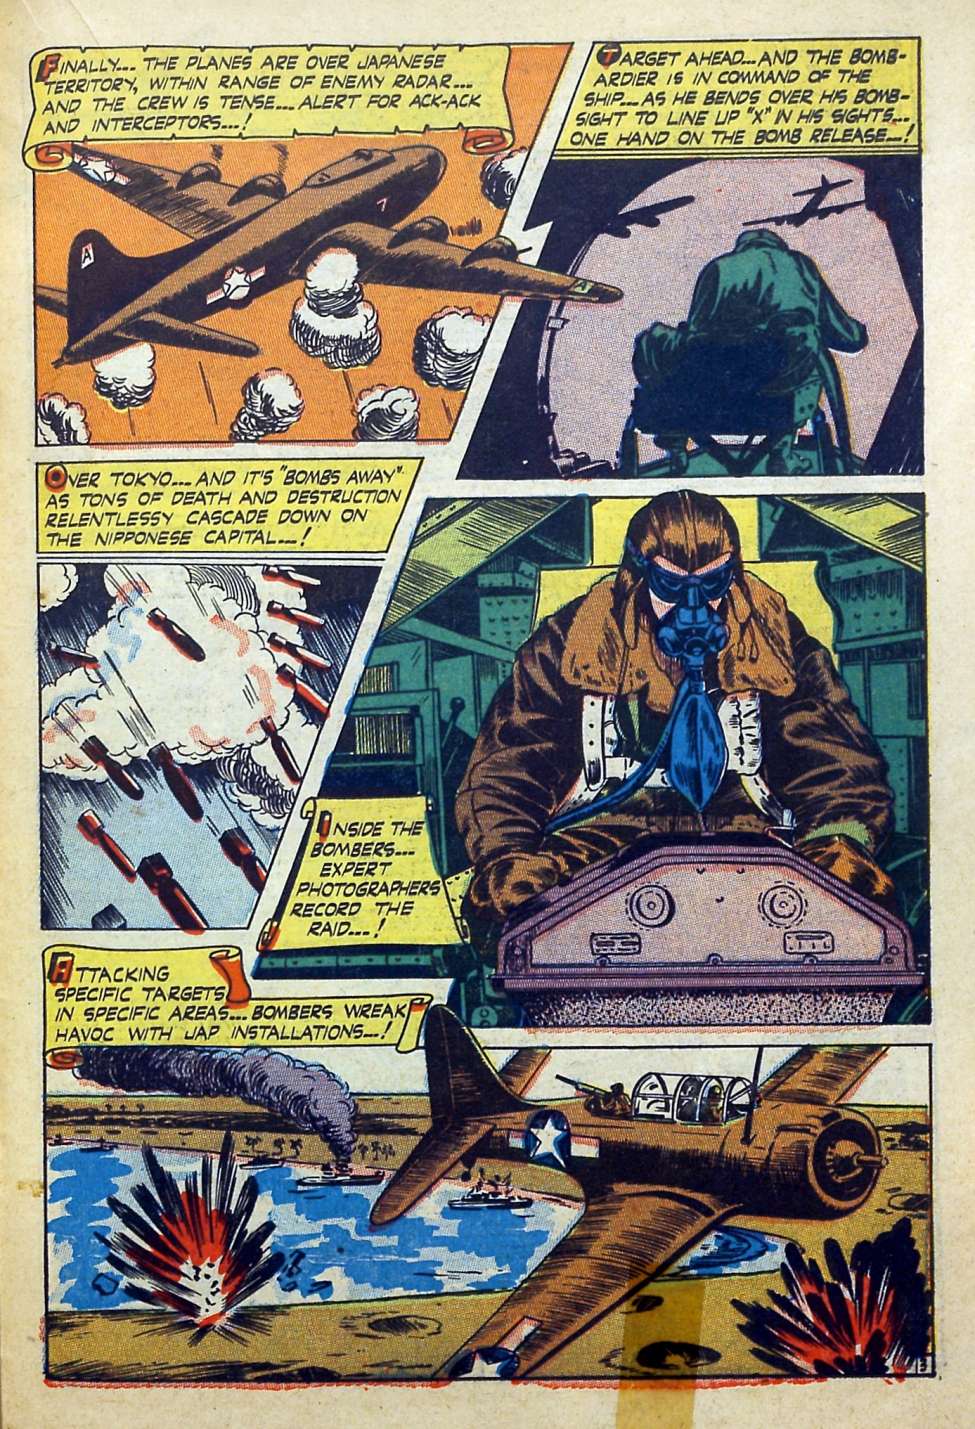 FINALLY... THE PLANES ARE OVER JAPANESE
TERRITORY, WITHIN RANGE OF ENEMY RADAR...
AND THE CREW IS TENSE... ALERT FOR ACK-ACK
AND INTERCEPTORS...!
A
7
TARGET AHEAD... AND THE BOMB-
ARDIER IS IN COMMAND OF THE
SHIP... AS HE BENDS OVER HIS BOMB-
SIGHT TO LINE UP "X" IN HIS SIGHTS...
ONE HAND ON THE BOMB RELEASE...!
OVER TOKYO... AND IT'S "BOMBS AWAY"
AS TONS OF DEATH AND DESTRUCTION
RELENTLESSY CASCADE DOWN ON
THE NIPPONESE CAPITAL...!
INSIDE THE
BOMBERS...
EXPERT
PHOTOGRAPHERS
RECORD THE
RAID...!
ATTACKING
SPECIFIC TARGETS
IN SPECIFIC AREAS... BOMBERS WREAK
HAVOC WITH JAP INSTALLATIONS...!
3